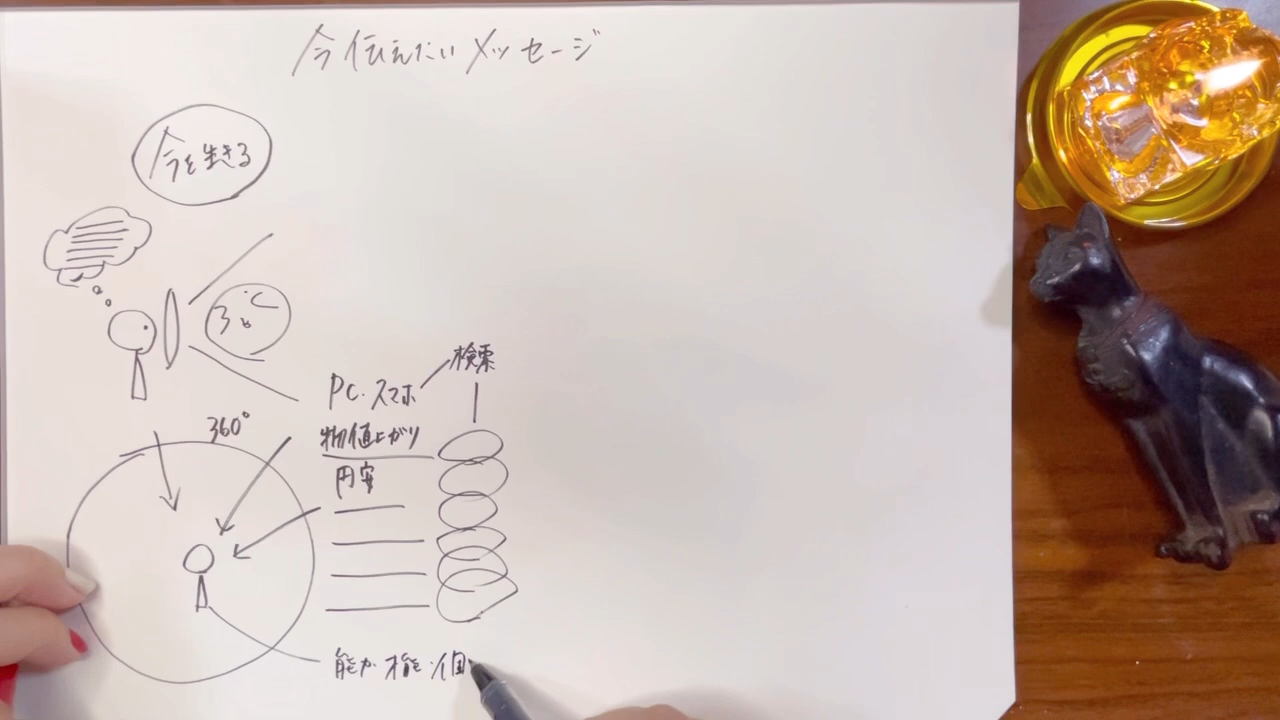 今伝えたいメッセージ
今を生きる
3%
360°
PC・スマホ
検索
物価上がり
円安
能力・才能・個